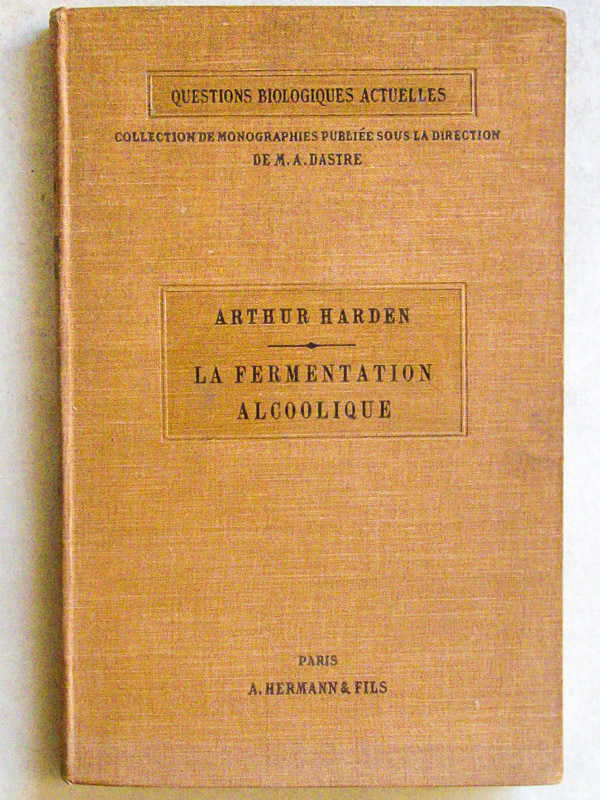 QUESTIONS BIOLOGIQUES ACTUELLES
COLLECTION DE MONOGRAPHIES PUBLIÉE SOUS LA DIRECTION
DE M. A. DASTRE
ARTHUR HARDEN
LA FERMENTATION
ALCOOLIQUE
PARIS
A. HERMANN & FILS